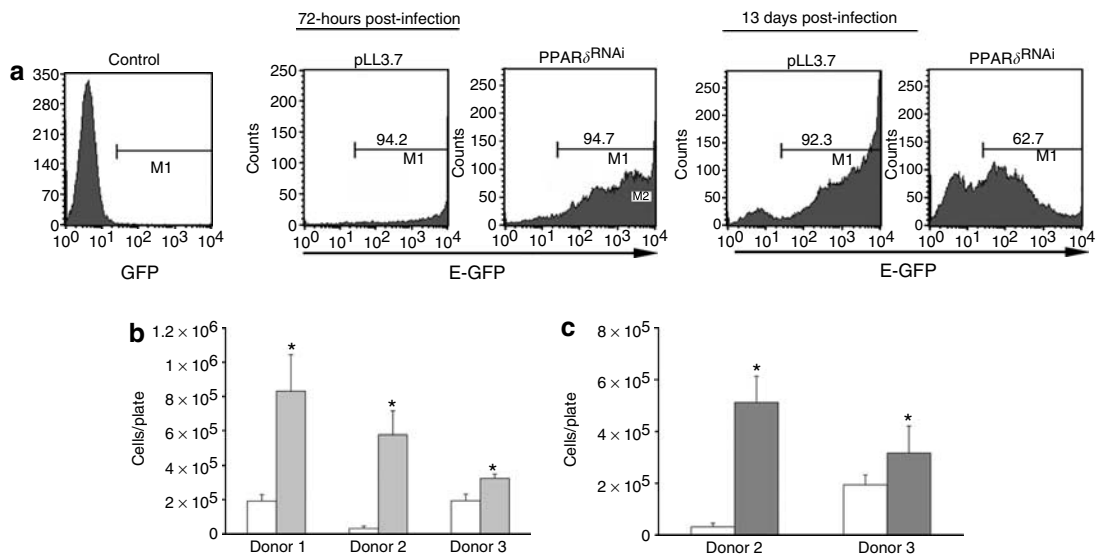 72-hours post-infection
13 days post-infection
a
Control
350
280
210
140
70
0
M1
10⁰ 10¹ 10² 10³ 10⁴
GFP
pLL3.7
Counts
250
200
150
100
50
0
94.2
M1
10⁰ 10¹ 10² 10³ 10⁴
PPARδRNAi
Counts
250
200
150
100
50
0
94.7
M1
M2
10⁰ 10¹ 10² 10³ 10⁴
E-GFP
pLL3.7
Counts
250
200
150
100
50
0
92.3
M1
10⁰ 10¹ 10² 10³ 10⁴
PPARδRNAi
Counts
250
200
150
100
50
0
62.7
M1
10⁰ 10¹ 10² 10³ 10⁴
E-GFP
b
Cells/plate
1.2 × 10⁶
1 × 10⁶
8 × 10⁵
6 × 10⁵
4 × 10⁵
2 × 10⁵
0
*
*
*
Donor 1 Donor 2 Donor 3
c
Cells/plate
8 × 10⁵
6 × 10⁵
4 × 10⁵
2 × 10⁵
0
*
*
Donor 2 Donor 3